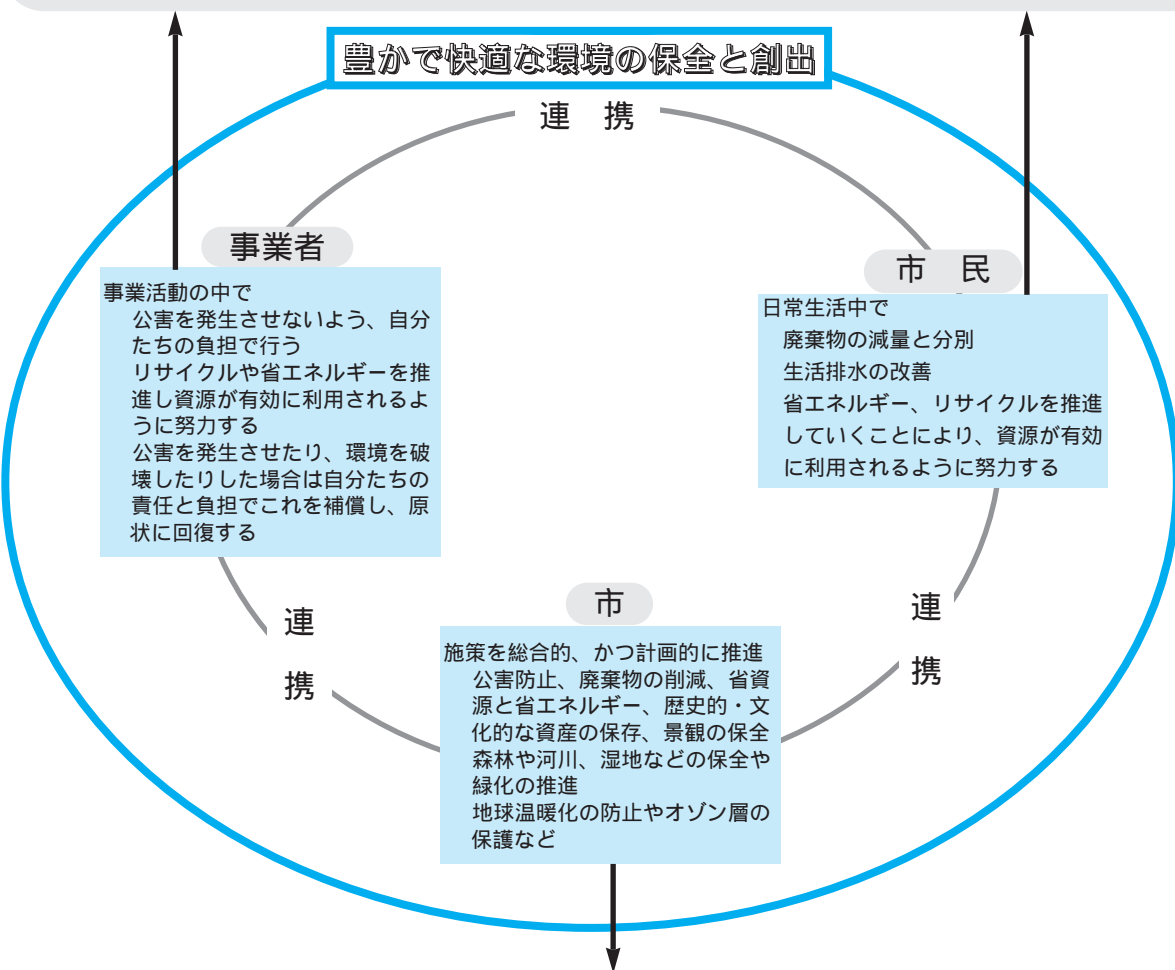 豊かで快適な環境の保全と創出
連　携
事業者
事業活動の中で
公害を発生させないよう、自分
たちの負担で行う
リサイクルや省エネルギーを推
進し資源が有効に利用されるよ
うに努力する
公害を発生させたり、環境を破
壊したりした場合は自分たちの
責任と負担でこれを補償し、原
状に回復する
市　民
日常生活中で
廃棄物の減量と分別
生活排水の改善
省エネルギー、リサイクルを推進
していくことにより、資源が有効
に利用されるように努力する
連
携
市
施策を総合的、かつ計画的に推進
公害防止、廃棄物の削減、省資
源と省エネルギー、歴史的・文
化的な資産の保存、景観の保全
森林や河川、湿地などの保全や
緑化の推進
地球温暖化の防止やオゾン層の
保護など
連
携